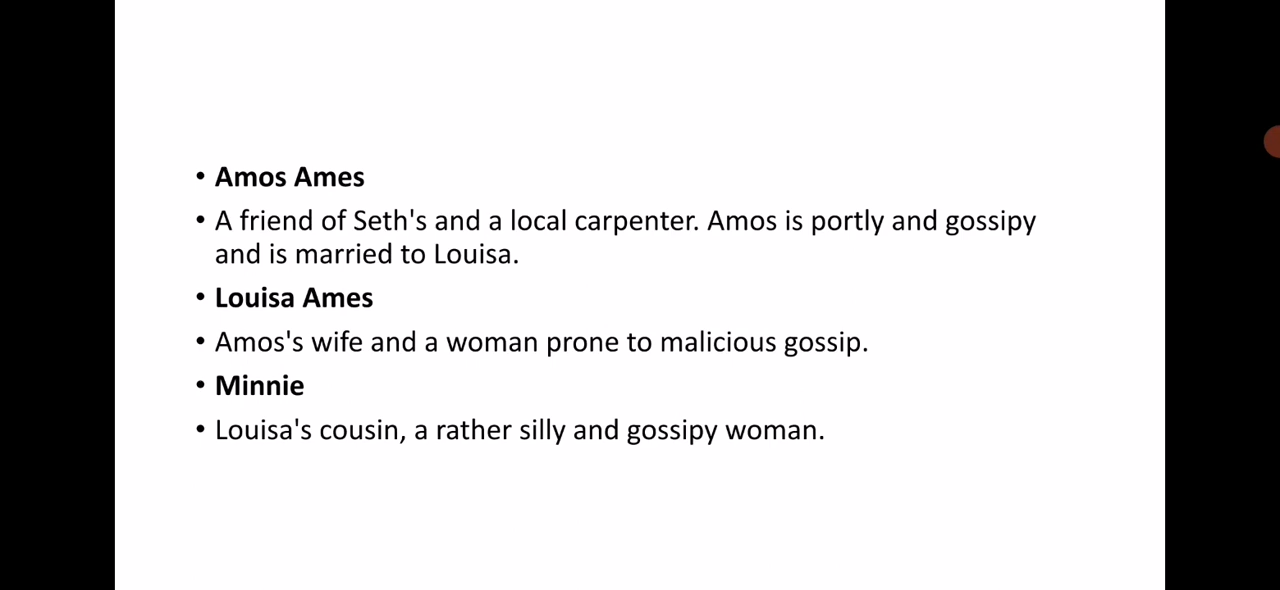 • Amos Ames
• A friend of Seth's and a local carpenter. Amos is portly and gossipy
and is married to Louisa.
• Louisa Ames
• Amos's wife and a woman prone to malicious gossip.
• Minnie
• Louisa's cousin, a rather silly and gossipy woman.